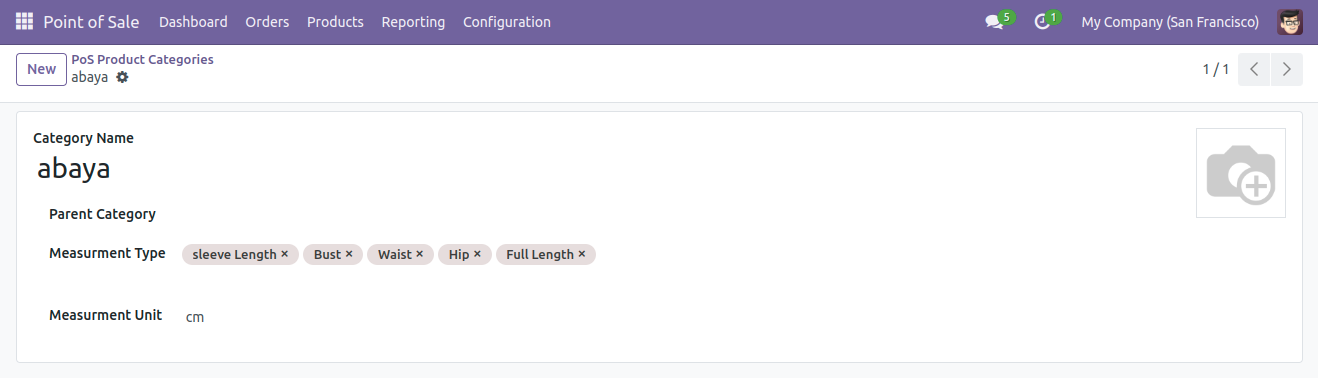 Point of Sale Dashboard Orders Products Reporting Configuration 5 1 My Company (San Francisco)
New PoS Product Categories
abaya
1 / 1
Category Name
abaya
Parent Category
Measurment Type sleeve Length × Bust × Waist × Hip × Full Length ×
Measurment Unit cm